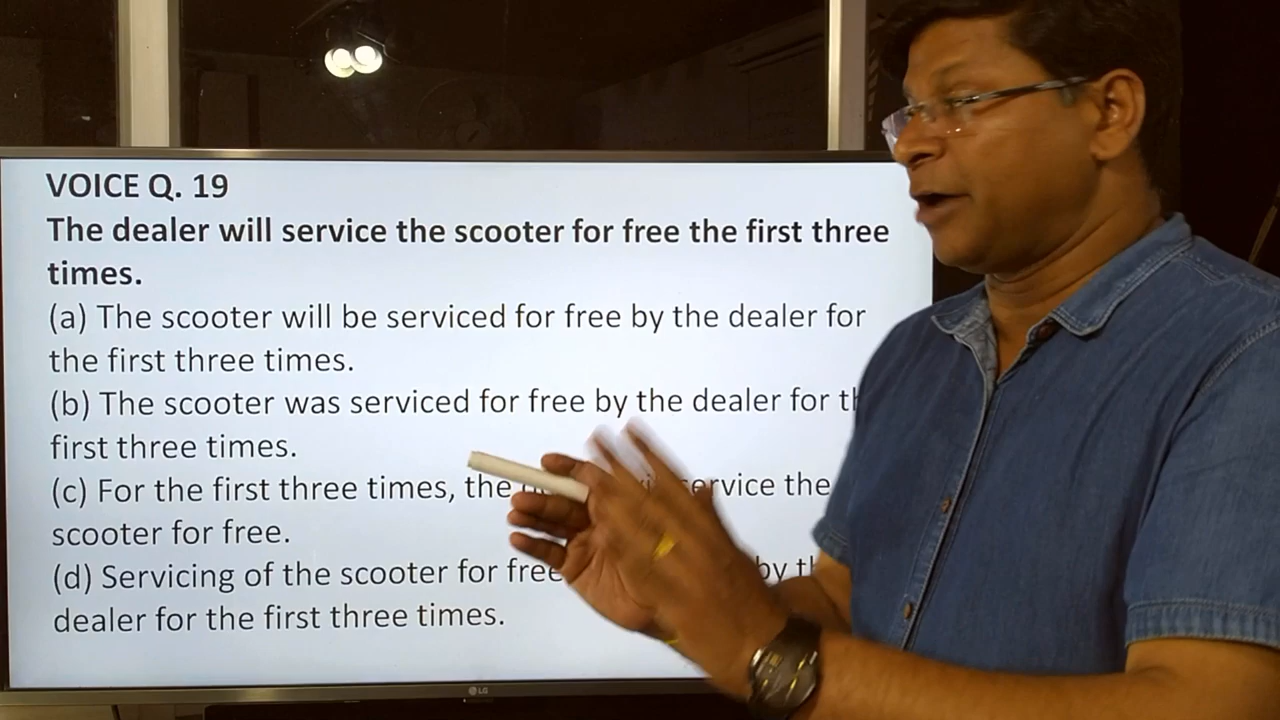 VOICE Q. 19
The dealer will service the scooter for free the first three
times.
(a) The scooter will be serviced for free by the dealer for
the first three times.
(b) The scooter was serviced for free by the dealer for
first three times.
(c) For the first three times, the service the
scooter for free.
(d) Servicing of the scooter for free by
dealer for the first three times.
LG